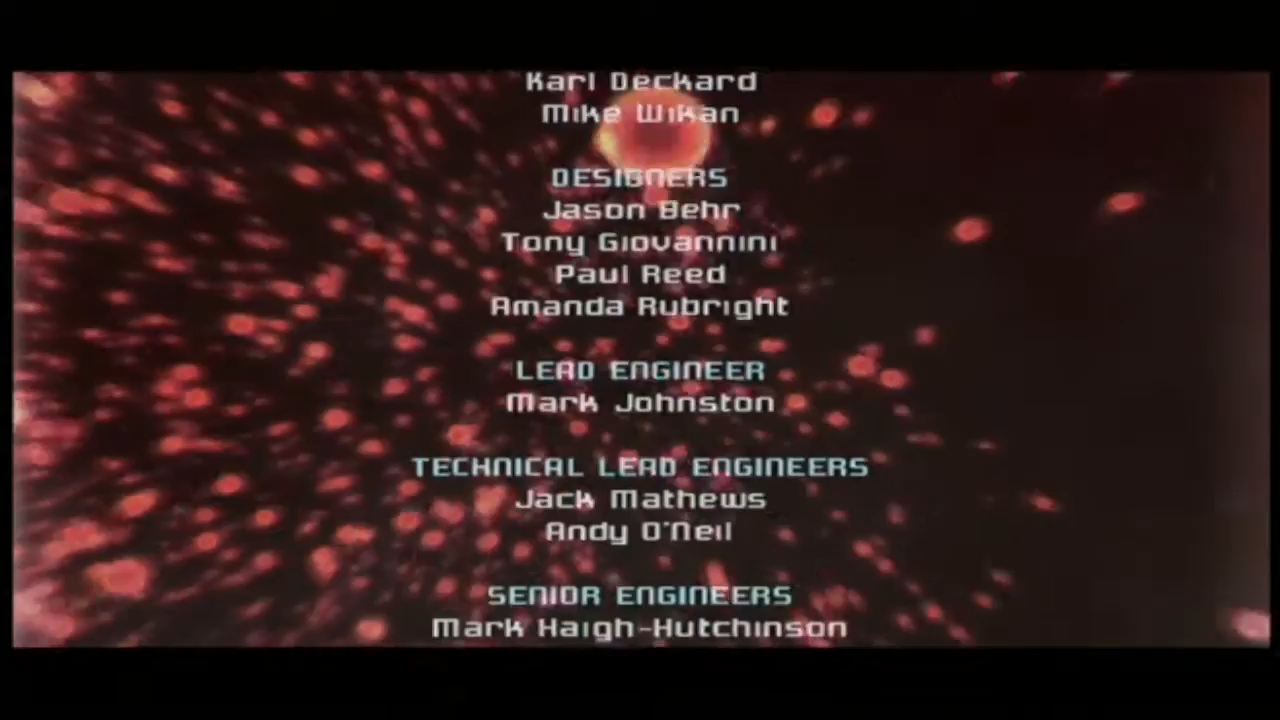 Karl Deckard
Mike Wikan
DESIGNERS
Jason Behr
Tony Giovannini
Paul Reed
Amanda Rubright
LEAD ENGINEER
Mark Johnston
TECHNICAL LEAD ENGINEERS
Jack Mathews
Andy O'Neil
SENIOR ENGINEERS
Mark Haigh-Hutchinson